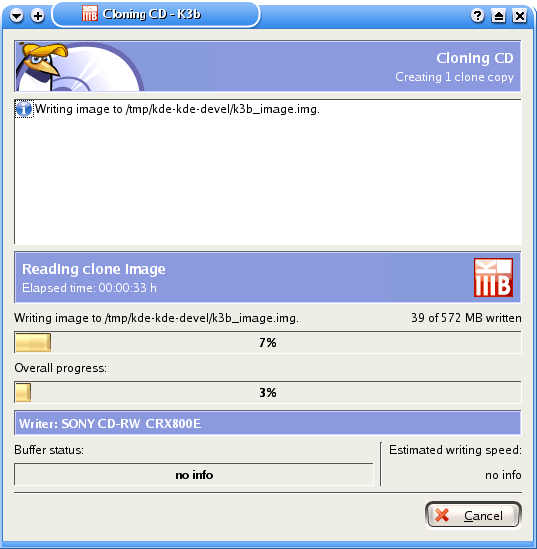 Cloning CD - K3b
Cloning CD
Creating 1 clone copy
Writing image to /tmp/kde-kde-devel/k3b_image.img.
Reading clone image
Elapsed time: 00:00:33 h
Writing image to /tmp/kde-kde-devel/k3b_image.img. 39 of 572 MB written
7%
Overall progress:
3%
Writer: SONY CD-RW CRX800E
Buffer status: Estimated writing speed:
no info no info
Cancel